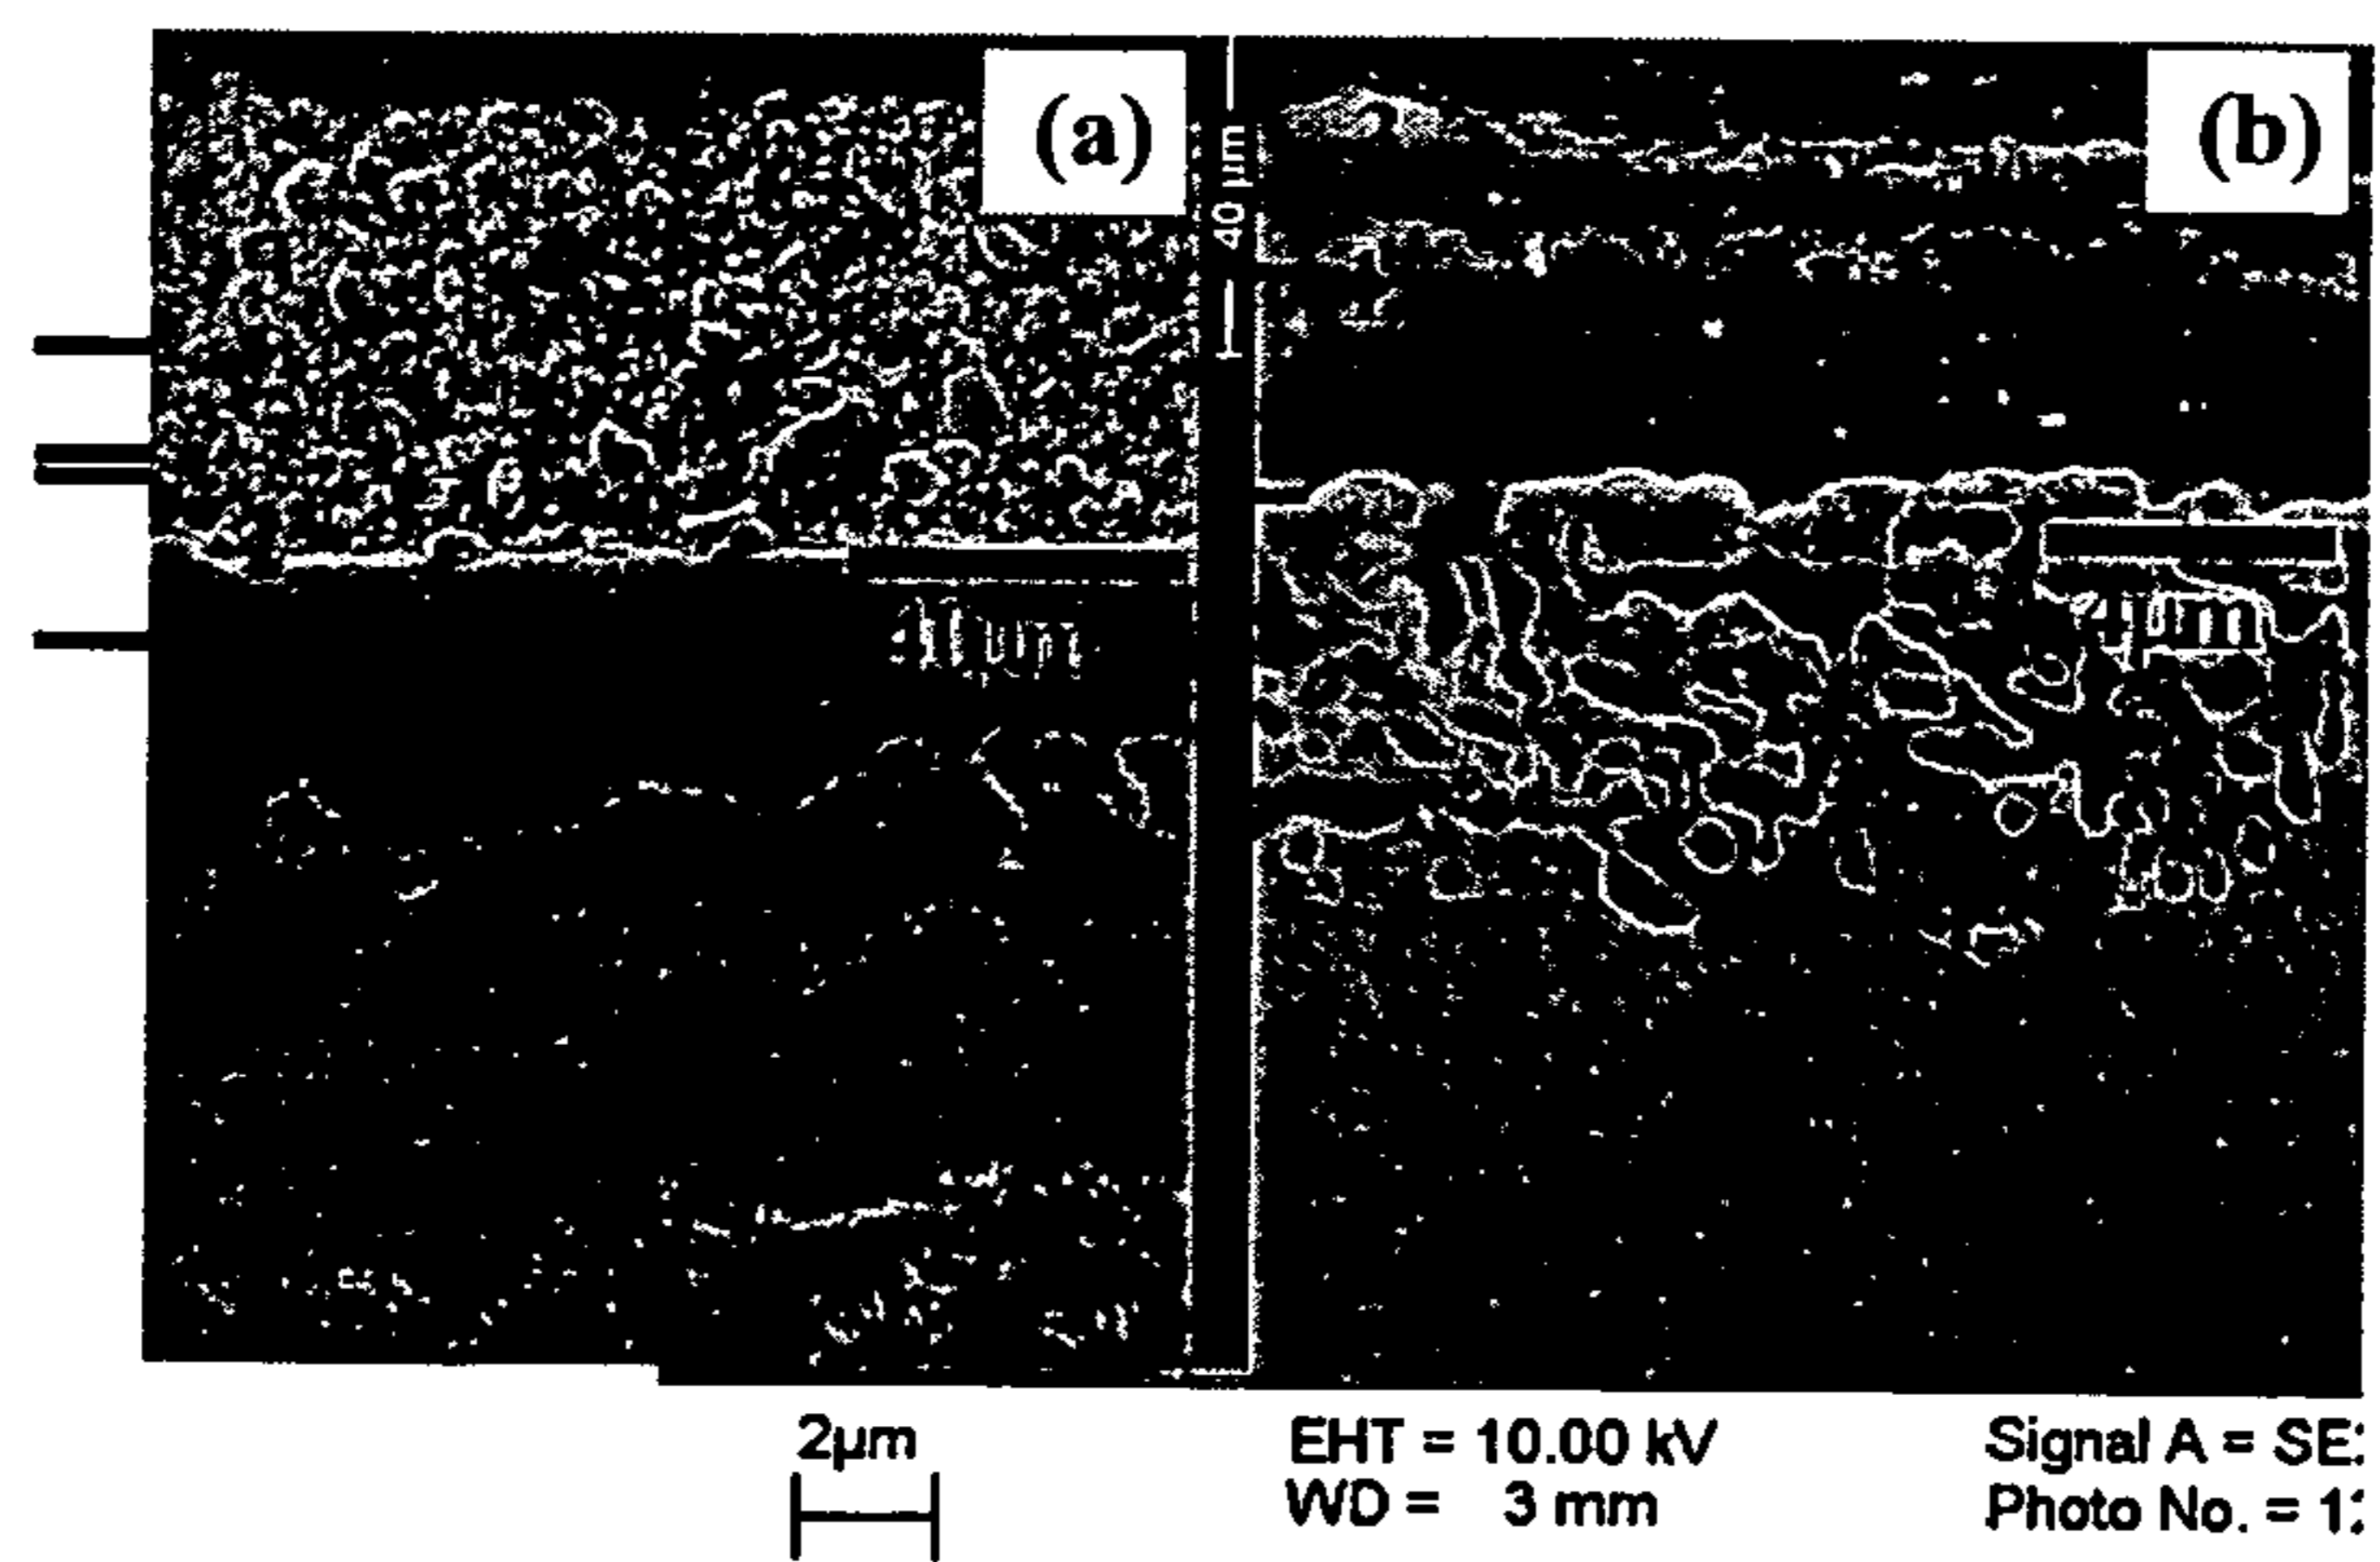 (a)
40 µm
(b)
4µm
2µm
EHT = 10.00 kV
WD = 3 mm
Signal A = SE
Photo No. = 1